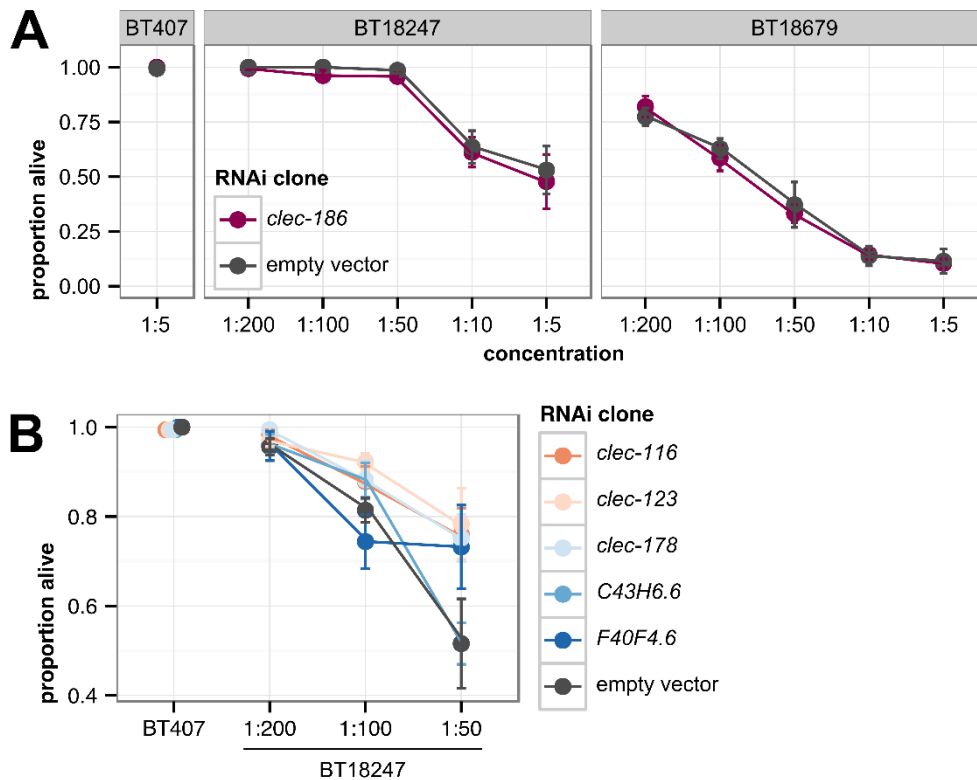 A
BT407 BT18247 BT18679
proportion alive
1.00
0.75
0.50
0.25
0.00
RNAi clone
clec-186
empty vector
1:5 1:200 1:100 1:50 1:10 1:5 1:200 1:100 1:50 1:10 1:5
concentration
B
proportion alive
1.0
0.8
0.6
0.4
BT407 1:200 1:100 1:50
BT18247
RNAi clone
clec-116
clec-123
clec-178
C43H6.6
F40F4.6
empty vector